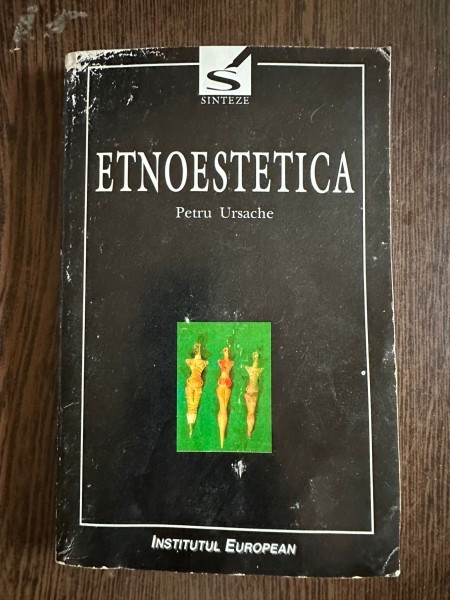 S
SINTEZE
ETNOESTETICA
Petru Ursache
INSTITUTUL EUROPEAN